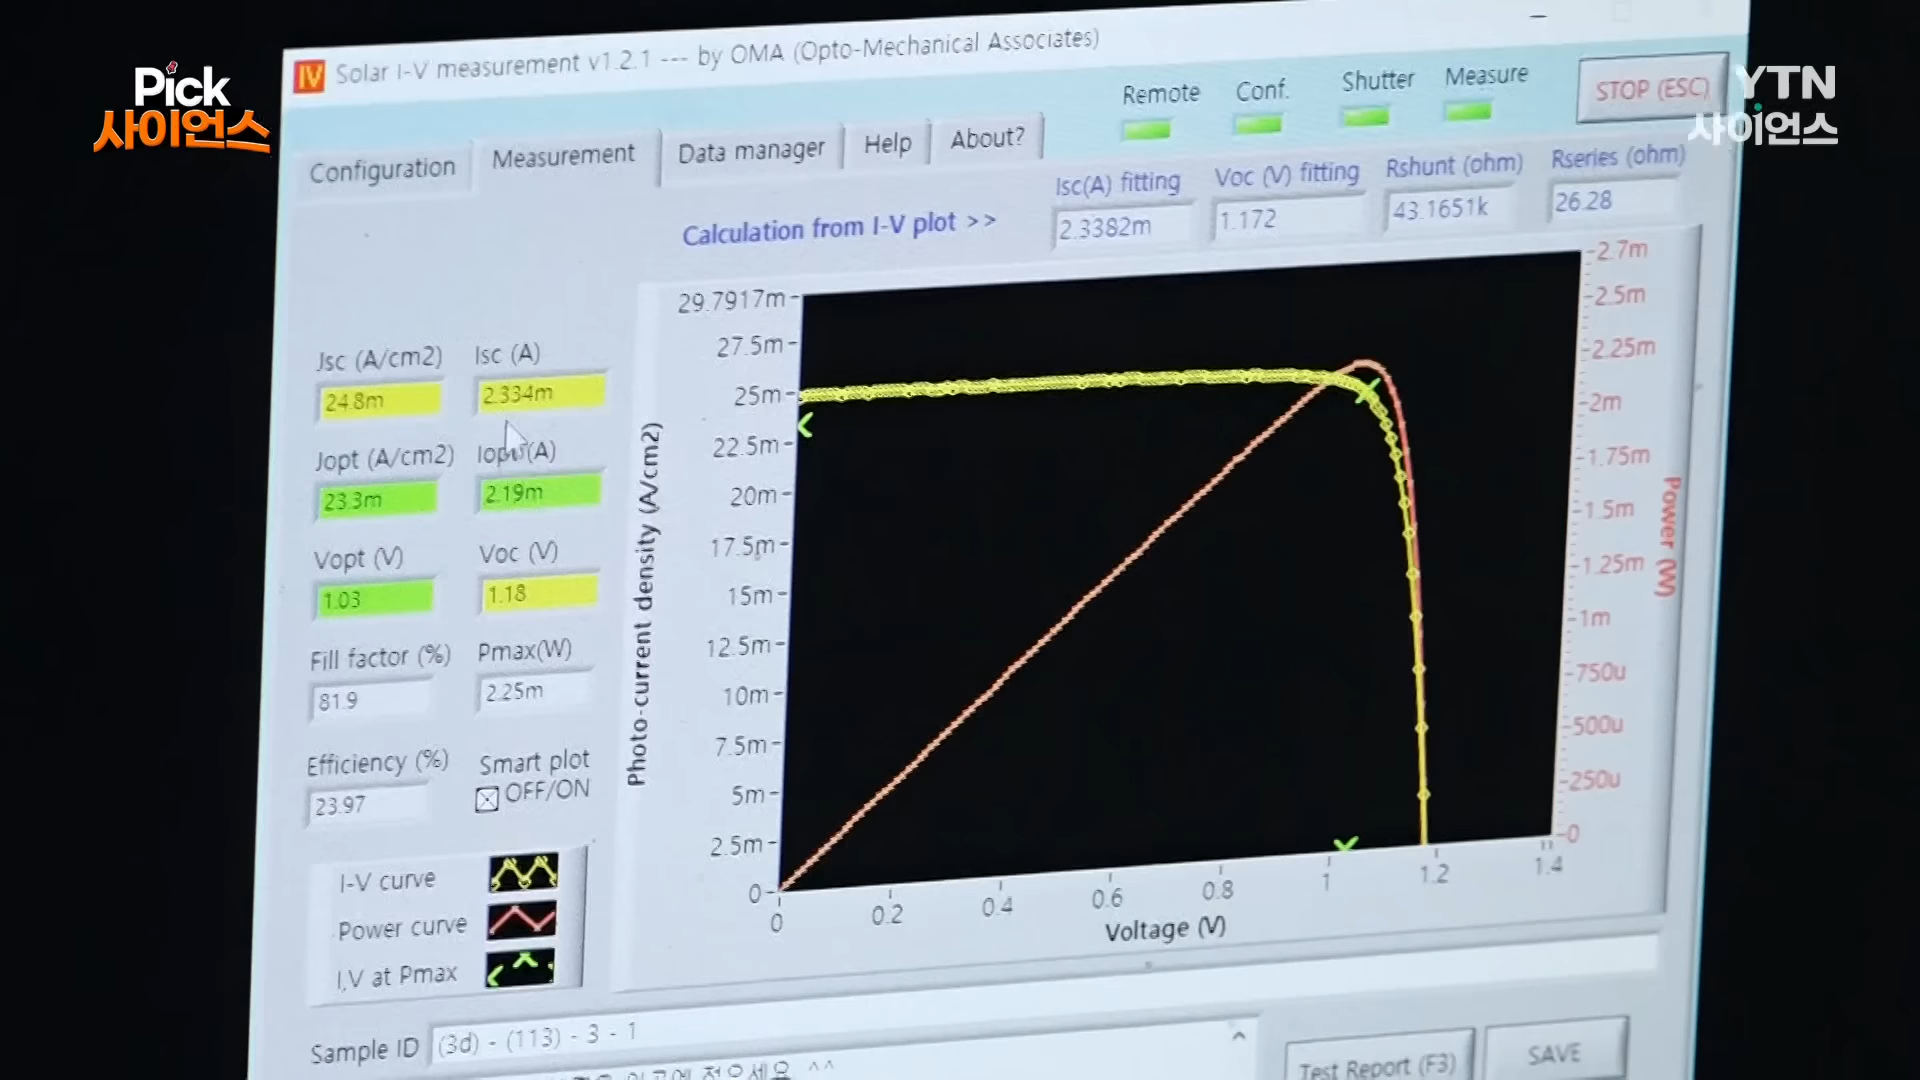 Pick
사이언스
YTN
사이언스
IV Solar I-V measurement v1.2.1 --- by OMA (Opto-Mechanical Associates)
Remote Conf. Shutter Measure STOP (ESC)
Configuration Measurement Data manager Help About?
Calculation from I-V plot >>
Isc(A) fitting Voc (V) fitting Rshunt (ohm) Rseries (ohm)
2.3382m 1.172 43.1651k 26.28
Jsc (A/cm2) Isc (A)
24.8m 2.334m
Jopt (A/cm2) Iopt (A)
23.3m 2.19m
Vopt (V) Voc (V)
1.03 1.18
Fill factor (%) Pmax(W)
81.9 2.25m
Efficiency (%) Smart plot
23.97 OFF/ON
I-V curve
Power curve
I,V at Pmax
Photo-current density (A/cm2)
29.7917m
27.5m
25m
22.5m
20m
17.5m
15m
12.5m
10m
7.5m
5m
2.5m
0
0 0.2 0.4 0.6 0.8 1 1.2 1.4
Voltage (V)
2.7m
2.5m
2.25m
2m
1.75m
1.5m
1.25m
1m
750u
500u
250u
0
Power (W)
Sample ID (3d) - (113) - 3 - 1
적으세요 ^^
Test Report (F3) SAVE